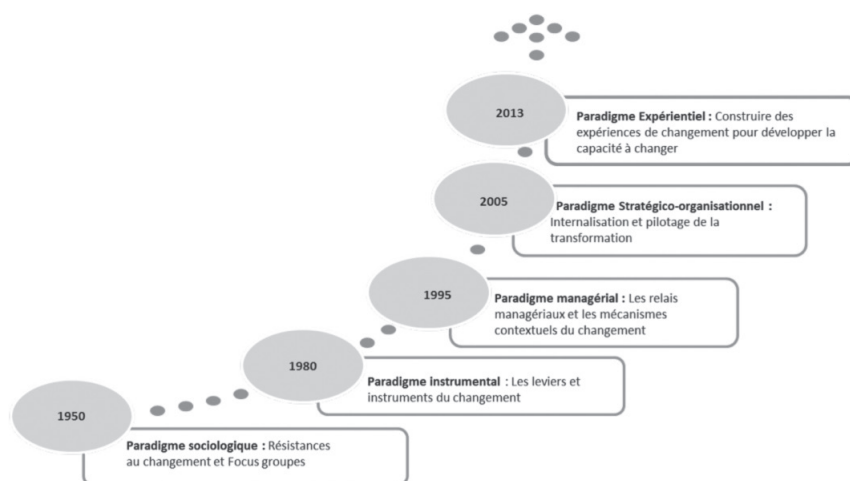 2013
Paradigme Expérientiel : Construire des
expériences de changement pour développer la
capacité à changer
2005
Paradigme Stratégico-organisationnel :
Internalisation et pilotage de la
transformation
1995
Paradigme managérial : Les relais
managériaux et les mécanismes
contextuels du changement
1980
Paradigme instrumental : Les leviers et
instruments du changement
1950
Paradigme sociologique : Résistances
au changement et Focus groupes